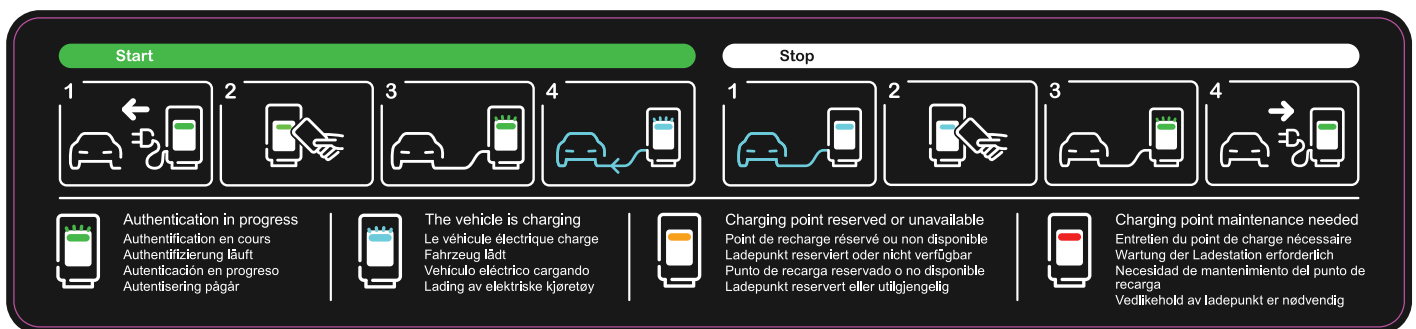 Start
1
2
3
4
Stop
1
2
3
4
Authentication in progress
Authentification en cours
Authentifizierung läuft
Autenticación en progreso
Autentisering pågår
The vehicle is charging
Le véhicule électrique charge
Fahrzeug lädt
Vehículo eléctrico cargando
Lading av elektriske kjøretøy
Charging point reserved or unavailable
Point de recharge réservé ou non disponible
Ladepunkt reserviert oder nicht verfügbar
Punto de recarga reservado o no disponible
Ladepunkt reservert eller utilgjengelig
Charging point maintenance needed
Entretien du point de charge nécessaire
Wartung der Ladestation erforderlich
Necesidad de mantenimiento del punto de
recarga
Vedlikehold av ladepunkt er nødvendig